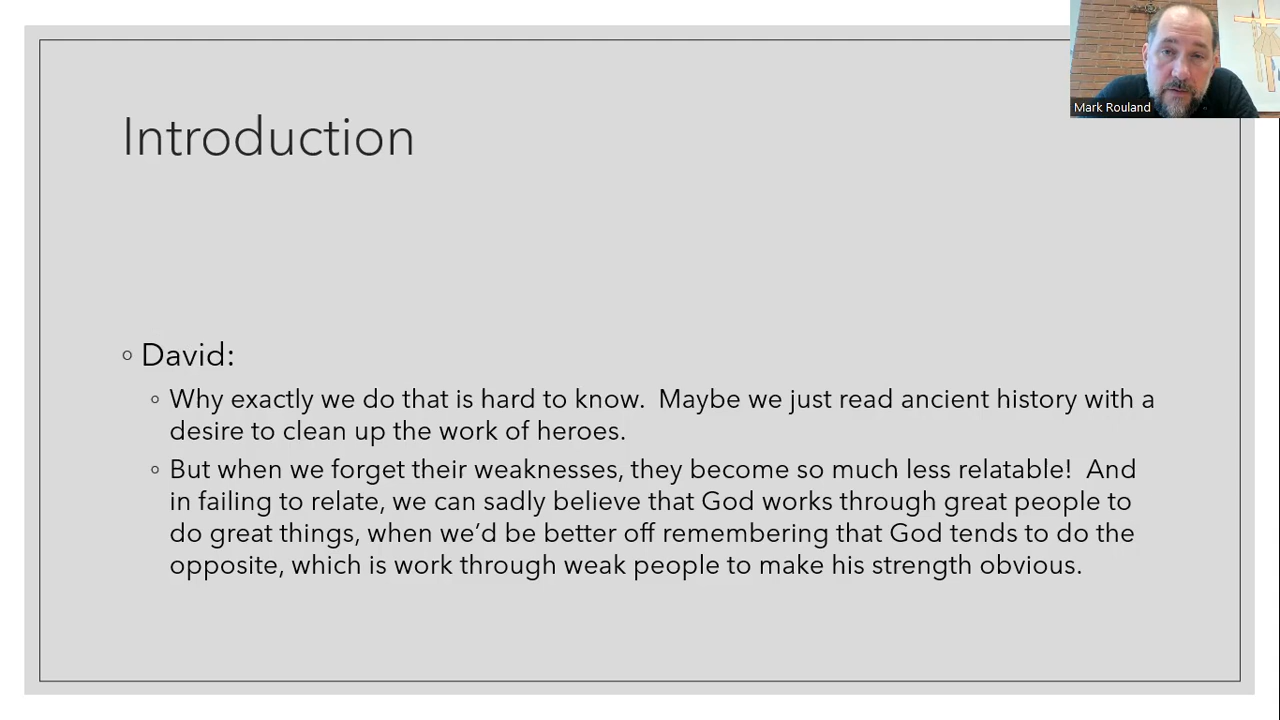 Mark Rouland
Introduction
◦ David:
◦ Why exactly we do that is hard to know.  Maybe we just read ancient history with a
desire to clean up the work of heroes.
◦ But when we forget their weaknesses, they become so much less relatable!  And
in failing to relate, we can sadly believe that God works through great people to
do great things, when we’d be better off remembering that God tends to do the
opposite, which is work through weak people to make his strength obvious.